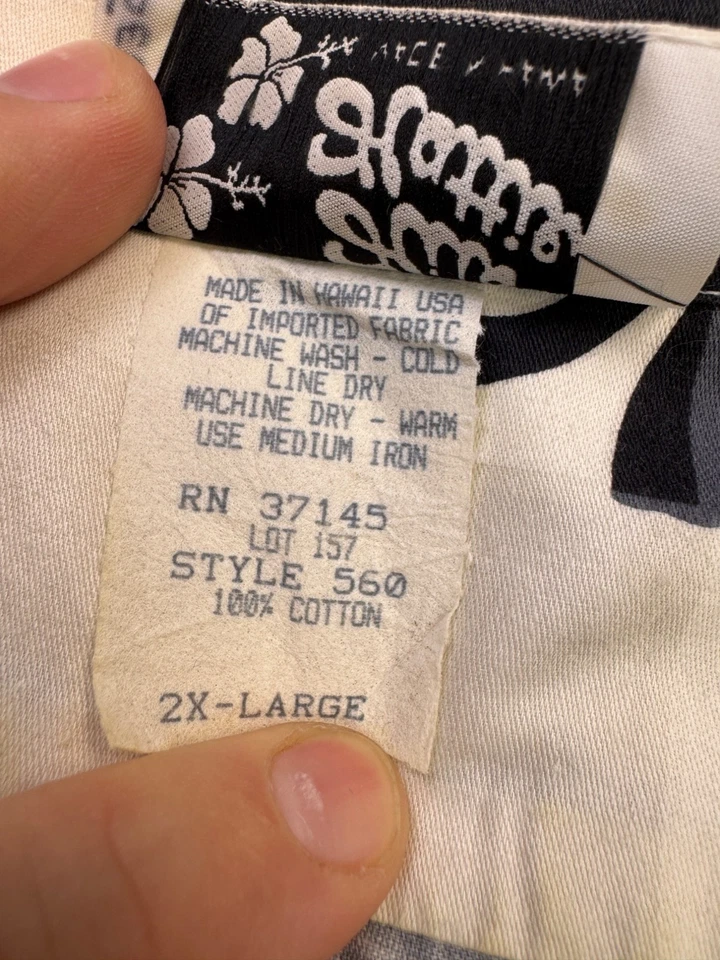 MADE IN HAWAII USA
OF IMPORTED FABRIC
MACHINE WASH - COLD
LINE DRY
MACHINE DRY - WARM
USE MEDIUM IRON
RN 37145
LOT 157
STYLE 560
100% COTTON
2X-LARGE